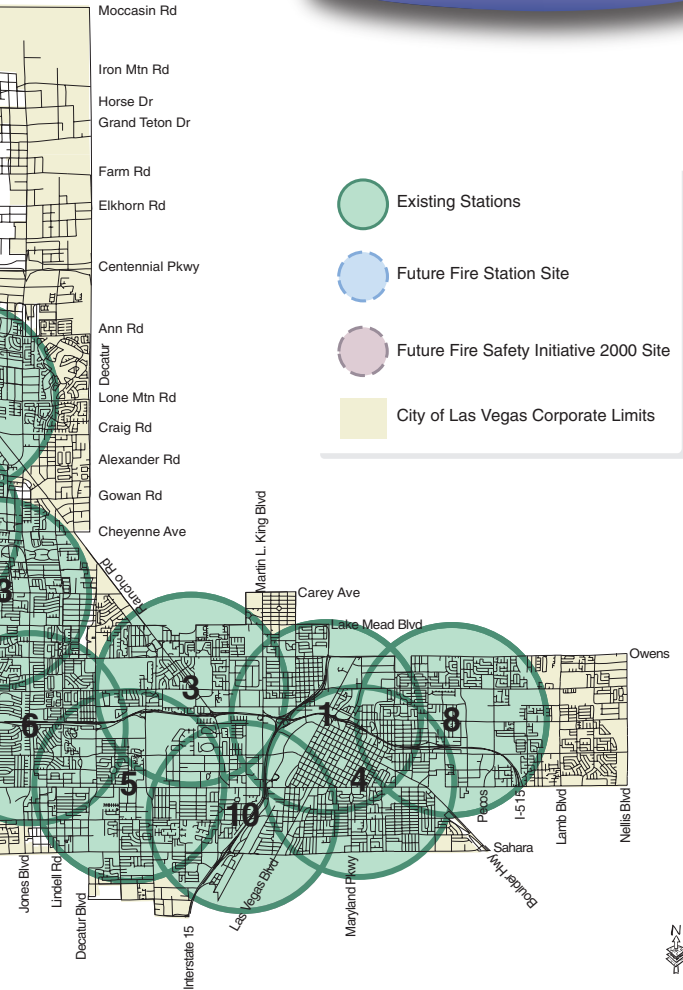 Moccasin Rd
Iron Mtn Rd
Horse Dr
Grand Teton Dr
Farm Rd
Elkhorn Rd
Centennial Pkwy
Ann Rd
Decatur
Lone Mtn Rd
Craig Rd
Alexander Rd
Gowan Rd
Cheyenne Ave
Existing Stations
Future Fire Station Site
Future Fire Safety Initiative 2000 Site
City of Las Vegas Corporate Limits
Martin L. King Blvd
Rancho Rd
Carey Ave
Lake Mead Blvd
Owens
3
1
8
6
5
4
10
Pecos
I-515
Lamb Blvd
Nellis Blvd
Sahara
Boulder Hwy
Jones Blvd
Lindell Rd
Decatur Blvd
Interstate 15
Las Vegas Blvd
Maryland Pkwy
N